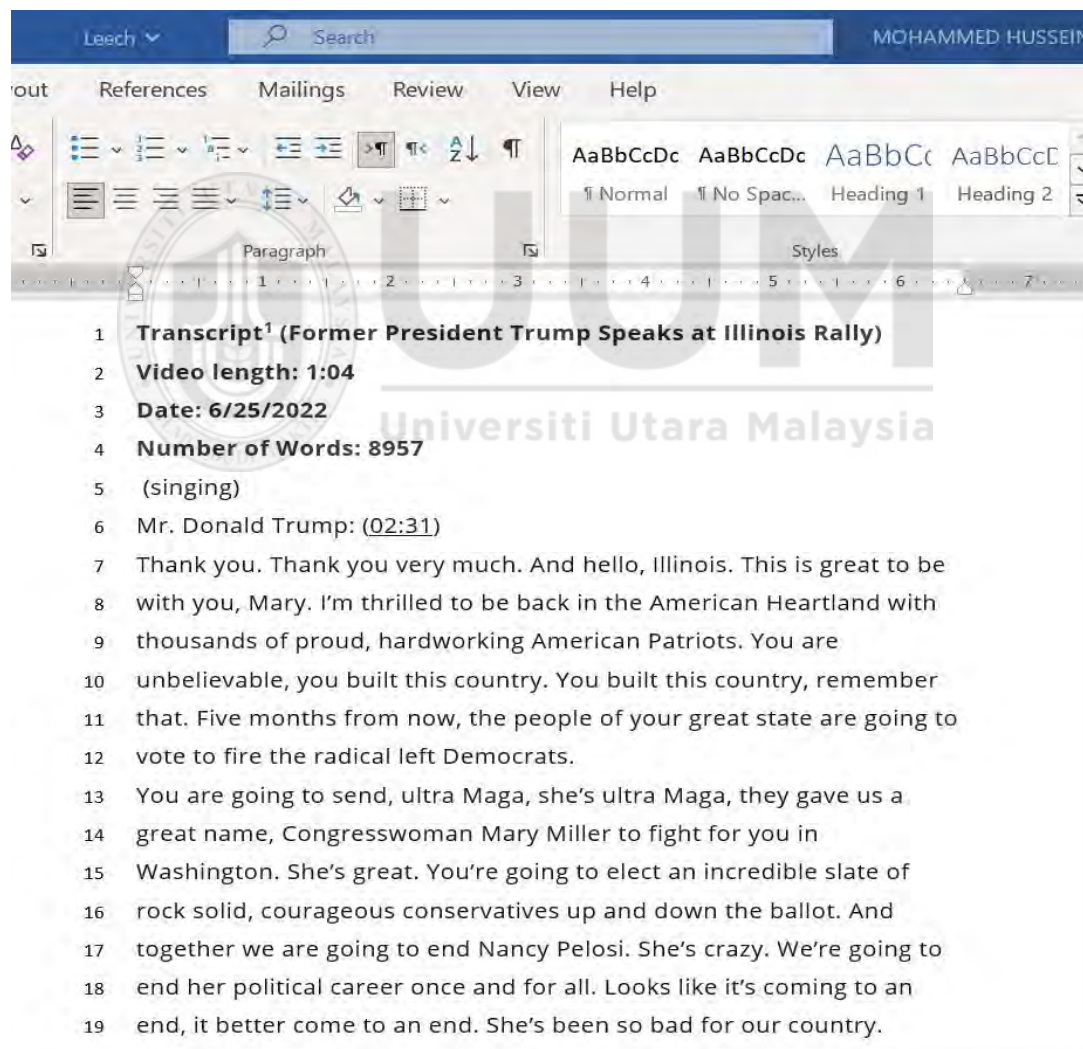 Leech
Search
MOHAMMED HUSSEIN
out References Mailings Review View Help
AaBbCcDc AaBbCcDc AaBbCc AaBbCcD
¶ Normal ¶ No Spac... Heading 1 Heading 2
Paragraph
Styles
1 2 3 4 5 6 7
UUM
Universiti Utara Malaysia
1 Transcript¹ (Former President Trump Speaks at Illinois Rally)
2 Video length: 1:04
3 Date: 6/25/2022
4 Number of Words: 8957
5 (singing)
6 Mr. Donald Trump: (02:31)
7 Thank you. Thank you very much. And hello, Illinois. This is great to be
8 with you, Mary. I’m thrilled to be back in the American Heartland with
9 thousands of proud, hardworking American Patriots. You are
10 unbelievable, you built this country. You built this country, remember
11 that. Five months from now, the people of your great state are going to
12 vote to fire the radical left Democrats.
13 You are going to send, ultra Maga, she’s ultra Maga, they gave us a
14 great name, Congresswoman Mary Miller to fight for you in
15 Washington. She’s great. You’re going to elect an incredible slate of
16 rock solid, courageous conservatives up and down the ballot. And
17 together we are going to end Nancy Pelosi. She’s crazy. We’re going to
18 end her political career once and for all. Looks like it’s coming to an
19 end, it better come to an end. She’s been so bad for our country.